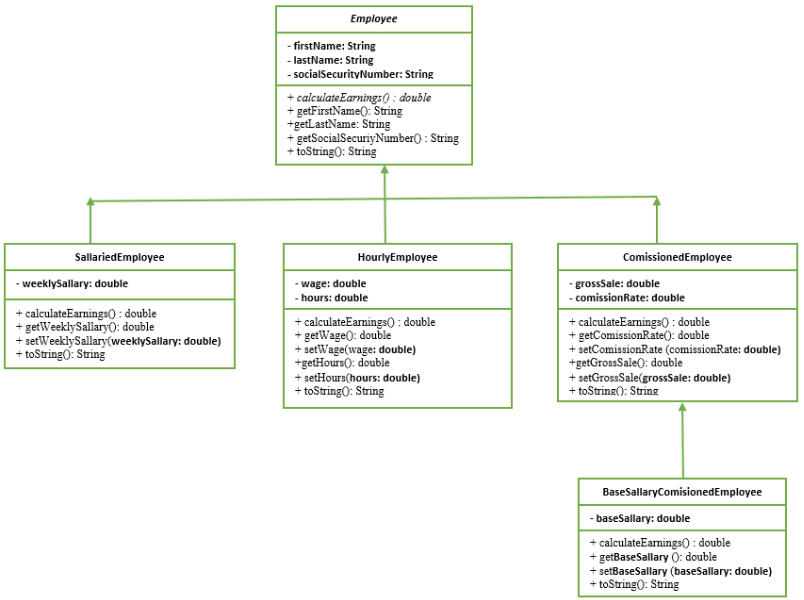 Employee
- firstName: String
- lastName: String
- socialSecurityNumber: String
+ calculateEarnings() : double
+ getFirstName(): String
+getLastName: String
+ getSocialSecuriyNumber() : String
+ toString(): String
SallariedEmployee
- weeklySallary: double
+ calculateEarnings() : double
+ getWeeklySallary(): double
+ setWeeklySallary(weeklySallary: double)
+ toString(): String
HourlyEmployee
- wage: double
- hours: double
+ calculateEarnings() : double
+ getWage(): double
+ setWage(wage: double)
+getHours(): double
+ setHours(hours: double)
+ toString(): String
ComissionedEmployee
- grossSale: double
- comissionRate: double
+ calculateEarnings() : double
+ getComissionRate(): double
+ setComissionRate (comissionRate: double)
+getGrossSale(): double
+ setGrossSale(grossSale: double)
+ toString(): String
BaseSallaryComisionedEmployee
- baseSallary: double
+ calculateEarnings() : double
+ getBaseSallary (): double
+ setBaseSallary (baseSallary: double)
+ toString(): String